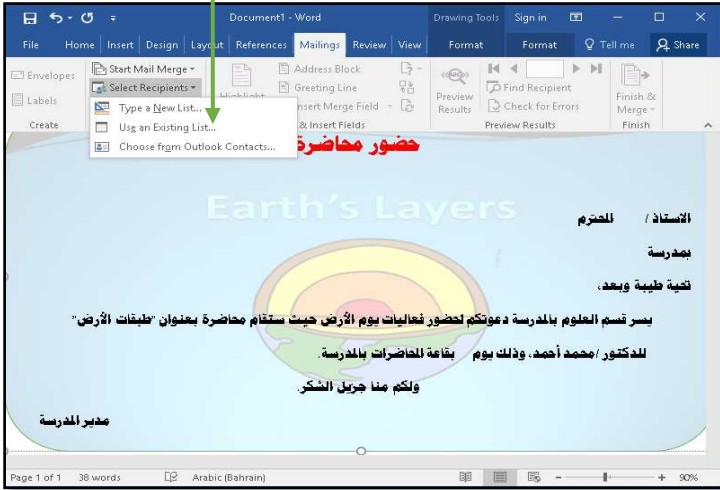 Document1 - Word
Drawing Tools
Sign in
File Home Insert Design Layout References Mailings Review View Format Format Tell me Share
Envelopes
Labels
Create
Start Mail Merge
Select Recipients
Type a New List...
Use an Existing List...
Choose from Outlook Contacts...
Address Block
Greeting Line
Insert Merge Field
& Insert Fields
Preview Results
Find Recipient
Check for Errors
Preview Results
Finish & Merge
Finish
حضور محاضرة
Earth's Layers
الاستاذ / المحترم
بمدرسة
تحية طيبة وبعد،
يسر قسم العلوم بالمدرسة دعوتكم لحضور فعاليات يوم الأرض حيث ستقام محاضرة بعنوان "طبقات الأرض"
للدكتور /محمد أحمد، وذلك يوم بقاعة المحاضرات بالمدرسة.
ولكم منا جزيل الشكر.
مدير المدرسة
Page 1 of 1 38 words Arabic (Bahrain) 90%